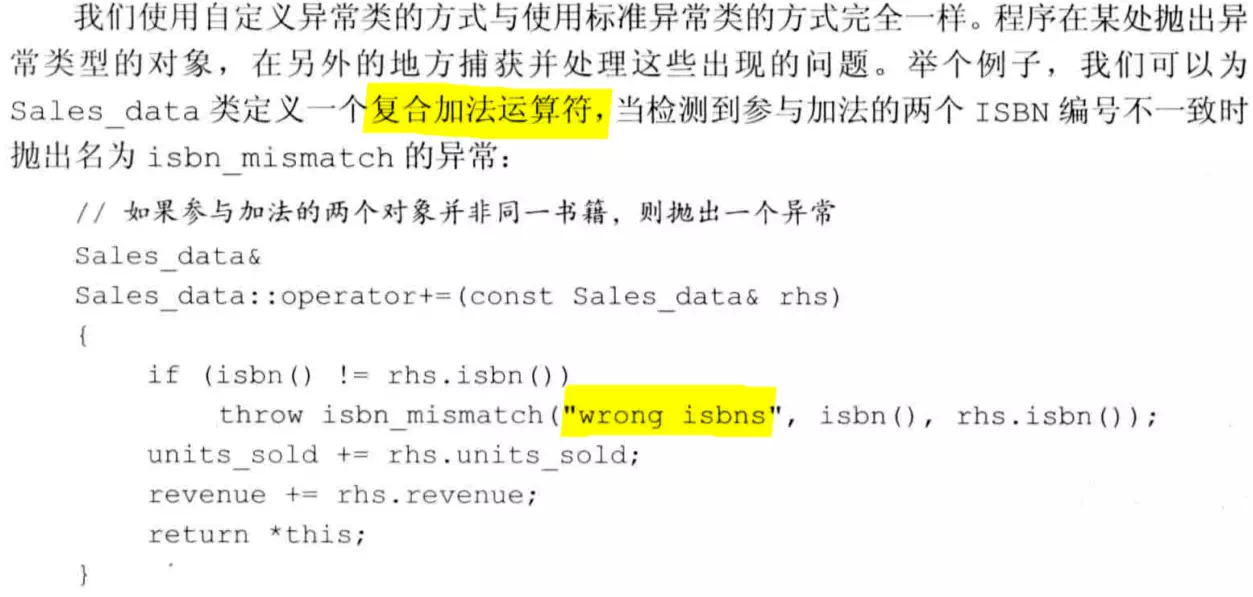 我们使用自定义异常类的方式与使用标准异常类的方式完全一样。程序在某处抛出异
常类型的对象，在另外的地方捕获并处理这些出现的问题。举个例子，我们可以为
Sales_data 类定义一个复合加法运算符，当检测到参与加法的两个 ISBN 编号不一致时
抛出名为 isbn_mismatch 的异常：
// 如果参与加法的两个对象并非同一书籍，则抛出一个异常
Sales_data&
Sales_data::operator+=(const Sales_data& rhs)
{
if (isbn() != rhs.isbn())
throw isbn_mismatch("wrong isbns", isbn(), rhs.isbn());
units_sold += rhs.units_sold;
revenue += rhs.revenue;
return *this;
}